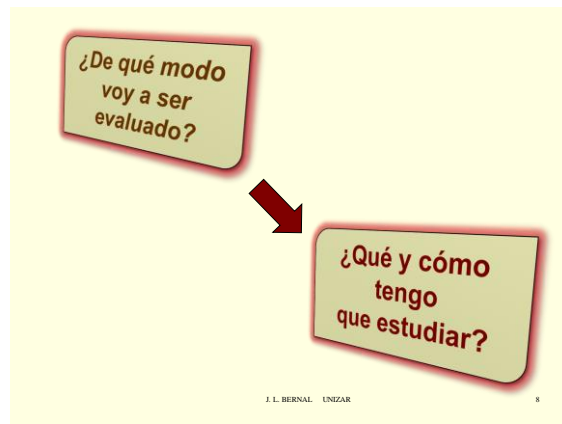 ¿De qué modo
voy a ser
evaluado?
¿Qué y cómo
tengo
que estudiar?
J. L. BERNAL UNIZAR 8